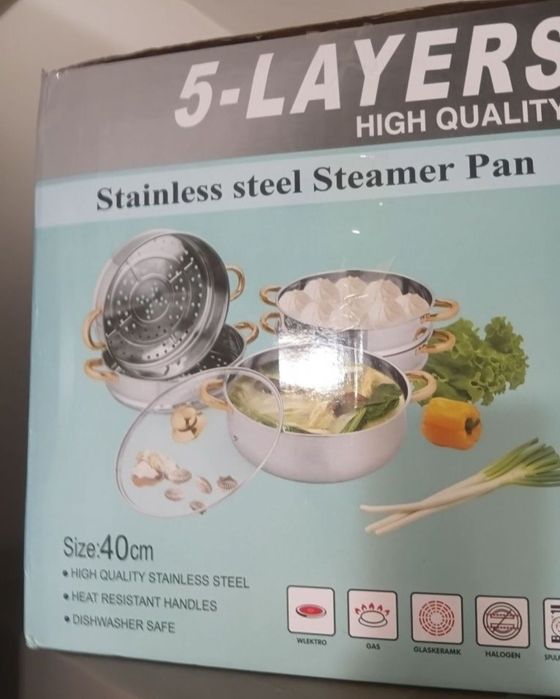 5-LAYERS
HIGH QUALITY
Stainless steel Steamer Pan
Size:40cm
• HIGH QUALITY STAINLESS STEEL
• HEAT RESISTANT HANDLES
• DISHWASHER SAFE
WLEKTRO
GAS
GLASKERAMK
HALOGEN